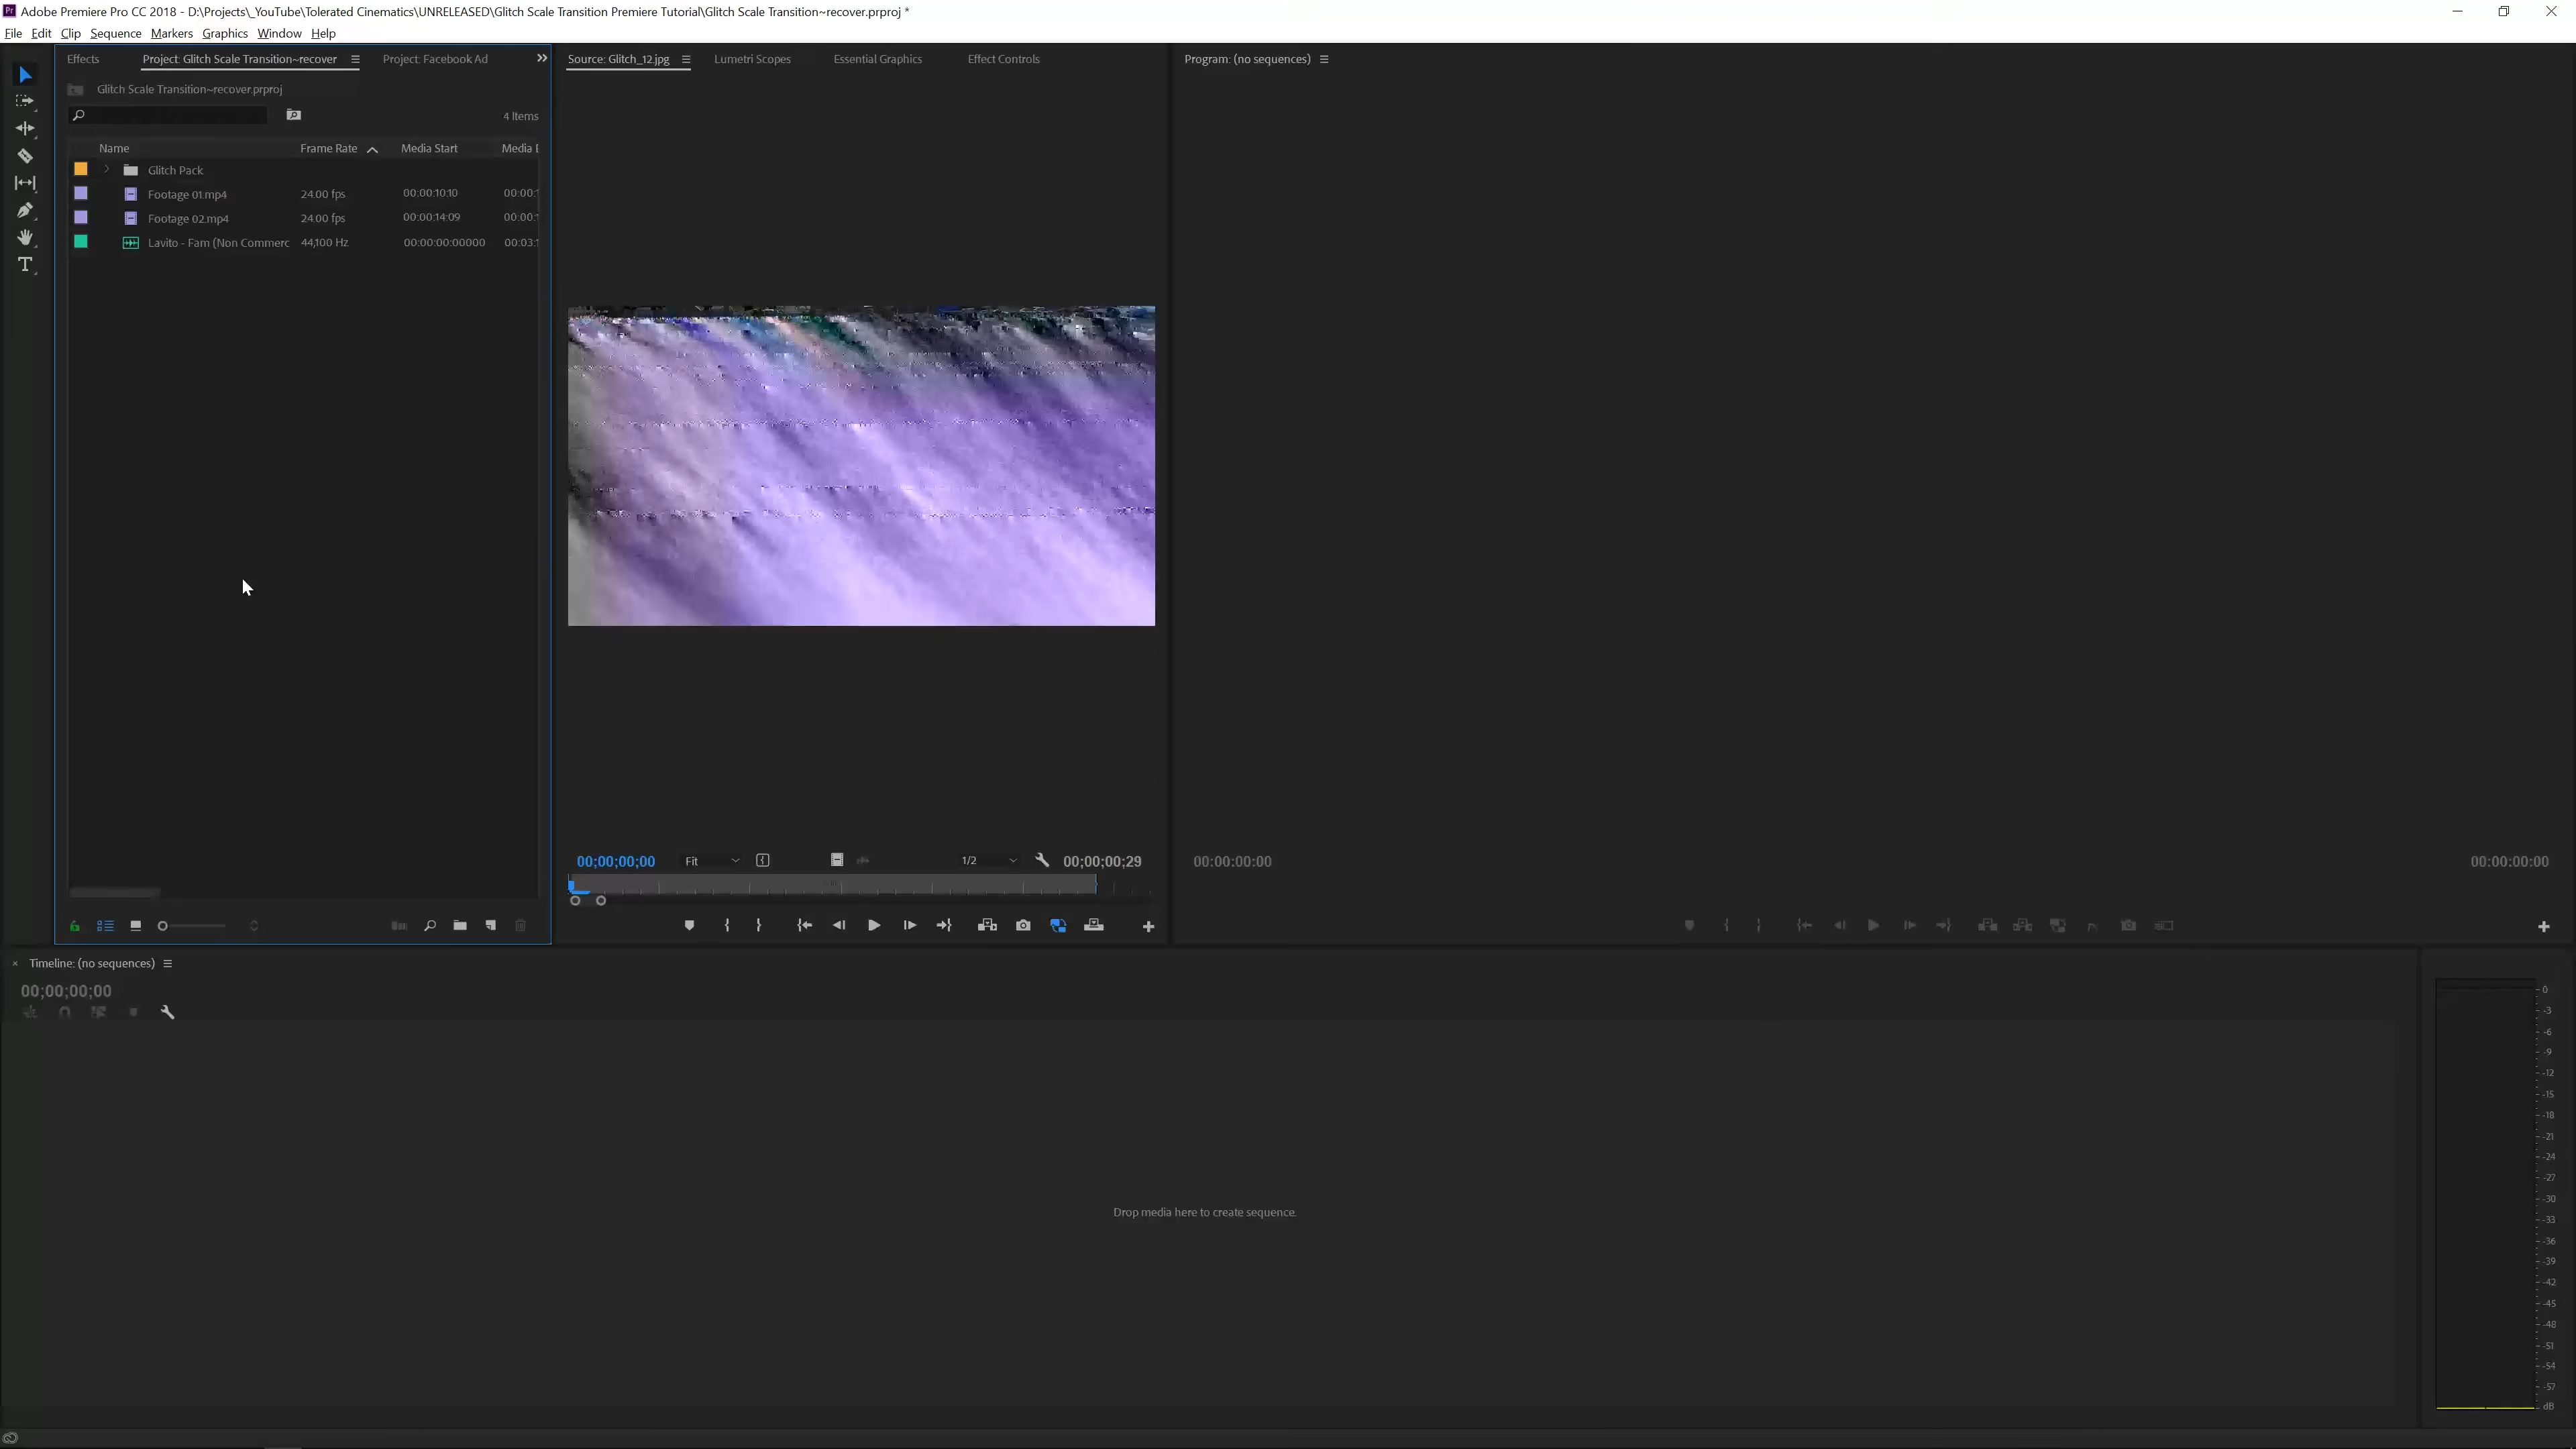 Adobe Premiere Pro CC 2018 - D:\Projects\_YouTube\Tolerated Cinematics\UNRELEASED\Glitch Scale Transition Premiere Tutorial\Glitch Scale Transition~recover.prproj *
File Edit Clip Sequence Markers Graphics Window Help
Effects Project: Glitch Scale Transition~recover Project: Facebook Ad
Source: Glitch_12.jpg Lumetri Scopes Essential Graphics Effect Controls
Program: (no sequences)
Glitch Scale Transition~recover.prproj
4 Items
Name Frame Rate Media Start Media E
Glitch Pack
Footage 01.mp4 24.00 fps 00:00:10:10 00:00:1
Footage 02.mp4 24.00 fps 00:00:14:09 00:00:1
Lavito - Fam (Non Commerc 44,100 Hz 00:00:00:00000 00:03:1
00;00;00;00 Fit 1/2 00;00;00;29
00:00:00:00 00:00:00:00
Timeline: (no sequences)
00;00;00;00
Drop media here to create sequence.
0
-3
-6
-9
-12
-15
-18
-21
-24
-27
-30
-33
-36
-39
-42
-45
-48
-51
-54
-57
dB